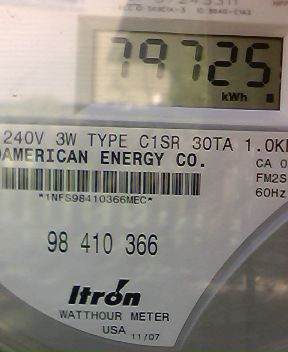 79725
kWh
240V 3W TYPE C1SR 30TA 1.0K
AMERICAN ENERGY CO.
CA 0
FM2S
60Hz
*1NFS98410366MEC*
98 410 366
Itrón
WATTHOUR METER
USA 11/07